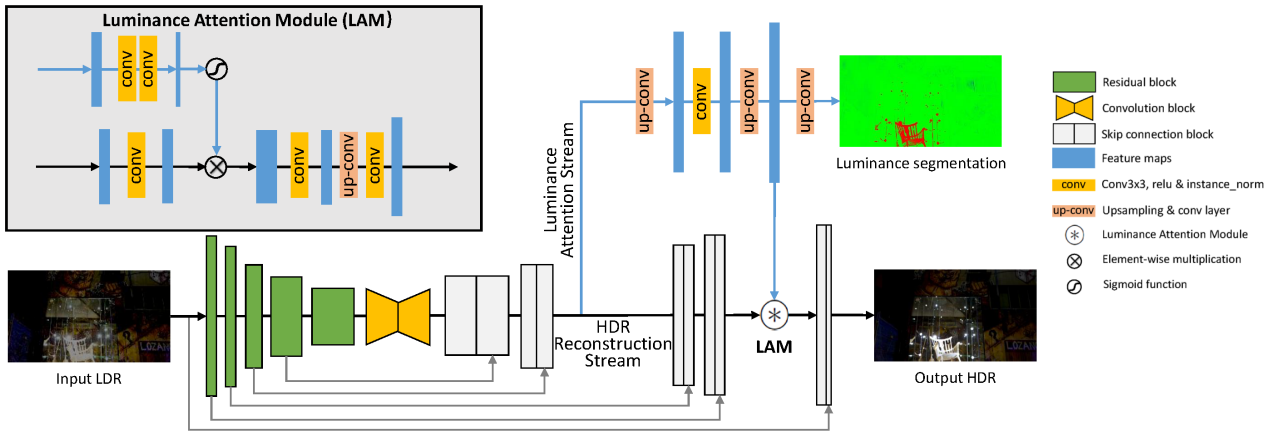 Luminance Attention Module (LAM)
conv
conv
conv
conv
up-conv
conv
up-conv
conv
up-conv
up-conv
Luminance segmentation
Luminance
Attention Stream
Residual block
Convolution block
Skip connection block
Feature maps
conv
Conv3x3, relu & instance_norm
up-conv
Upsampling & conv layer
Luminance Attention Module
Element-wise multiplication
Sigmoid function
Input LDR
HDR
Reconstruction
Stream
LAM
LOZANO
Output HDR